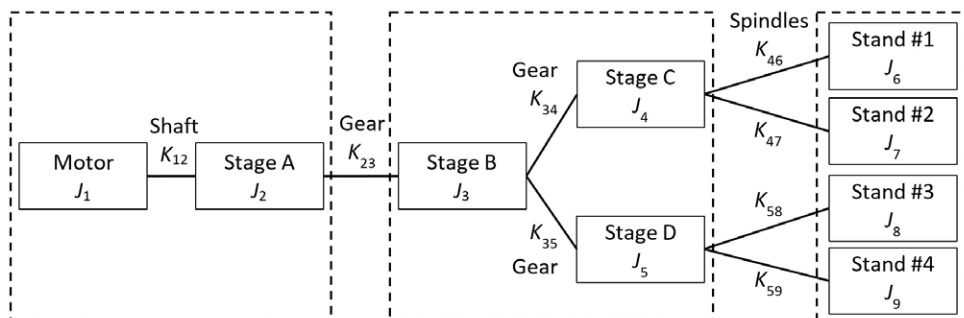 Motor
J1
Shaft
K12
Stage A
J2
Gear
K23
Stage B
J3
Gear
K34
K35
Gear
Stage C
J4
Stage D
J5
Spindles
K46
K47
K58
K59
Stand #1
J6
Stand #2
J7
Stand #3
J8
Stand #4
J9